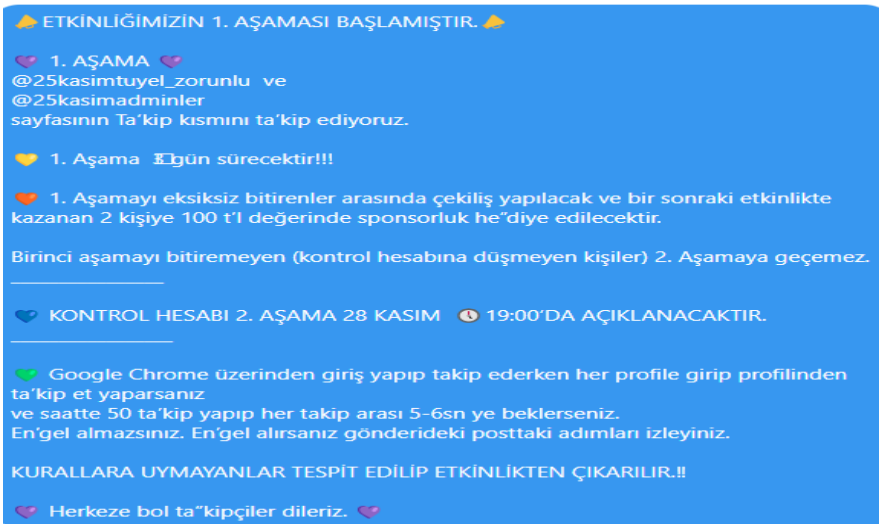 📣 ETKİNLİĞİMİZİN 1. AŞAMASI BAŞLAMIŞTIR. 📣
💜 1. AŞAMA 💜
@25kasimtuyel_zorunlu ve
@25kasimadminler
sayfasının Ta'kip kısmını ta'kip ediyoruz.
💛 1. Aşama gün sürecektir!!!
🧡 1. Aşamayı eksiksiz bitirenler arasında çekiliş yapılacak ve bir sonraki etkinlikte
kazanan 2 kişiye 100 t'l değerinde sponsorluk he"diye edilecektir.
Birinci aşamayı bitiremeyen (kontrol hesabına düşmeyen kişiler) 2. Aşamaya geçemez.
💙 KONTROL HESABI 2. AŞAMA 28 KASIM 🕔 19:00'DA AÇIKLANACAKTIR.
💚 Google Chrome üzerinden giriş yapıp takip ederken her profile girip profilinden
ta'kip et yaparsanız
ve saatte 50 ta'kip yapıp her takip arası 5-6sn ye beklerseniz.
En'gel almazsınız. En'gel alırsanız gönderideki posttaki adımları izleyiniz.
KURALLARA UYMAYANLAR TESPİT EDİLİP ETKİNLİKTEN ÇIKARILIR.!!
💜 Herkeze bol ta"kipçiler dileriz. 💜